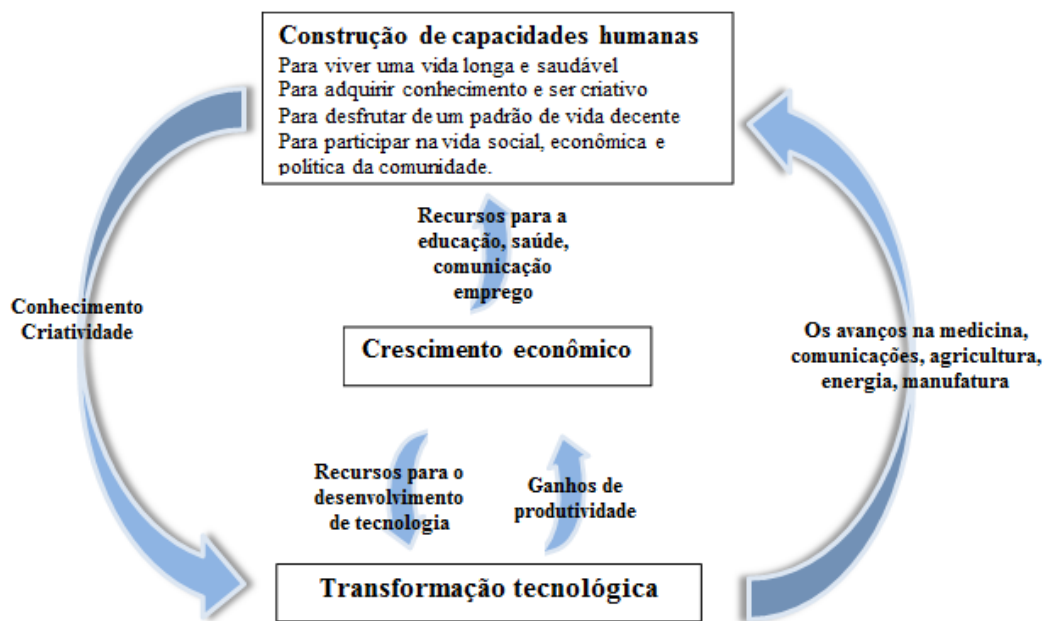 Construção de capacidades humanas
Para viver uma vida longa e saudável
Para adquirir conhecimento e ser criativo
Para desfrutar de um padrão de vida decente
Para participar na vida social, econômica e
política da comunidade.
Recursos para a
educação, saúde,
comunicação
emprego
Conhecimento
Criatividade
Os avanços na medicina,
comunicações, agricultura,
energia, manufatura
Crescimento econômico
Recursos para o
desenvolvimento
de tecnologia
Ganhos de
produtividade
Transformação tecnológica